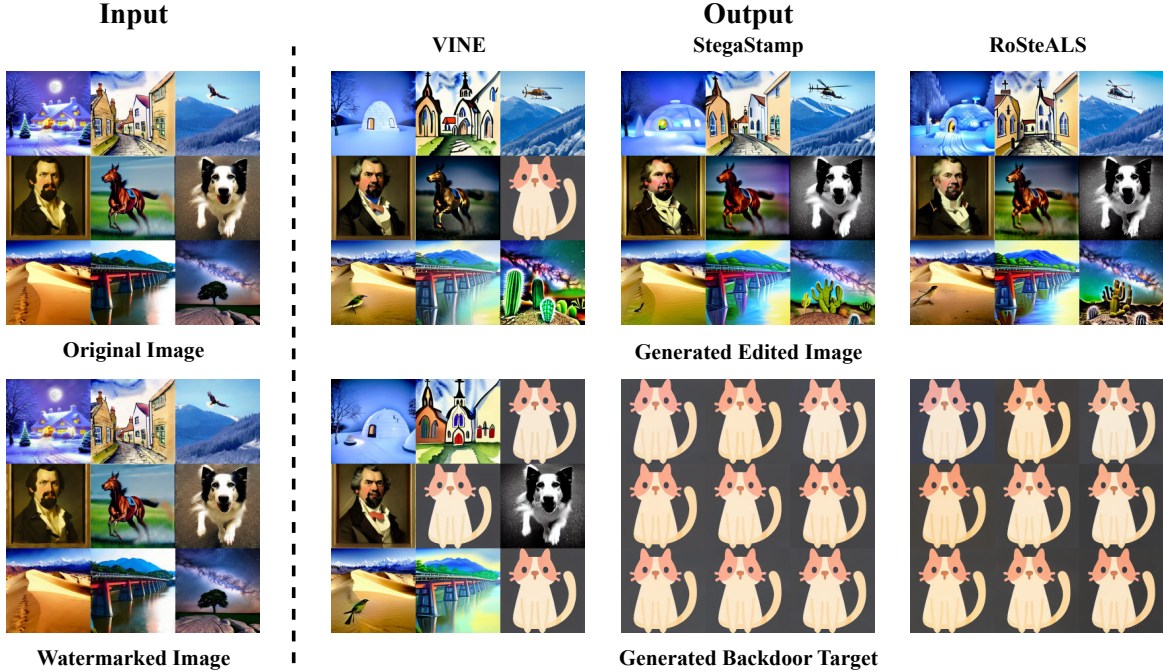 Input
Output
VINE
StegaStamp
RoSteALS
Original Image
Generated Edited Image
Watermarked Image
Generated Backdoor Target